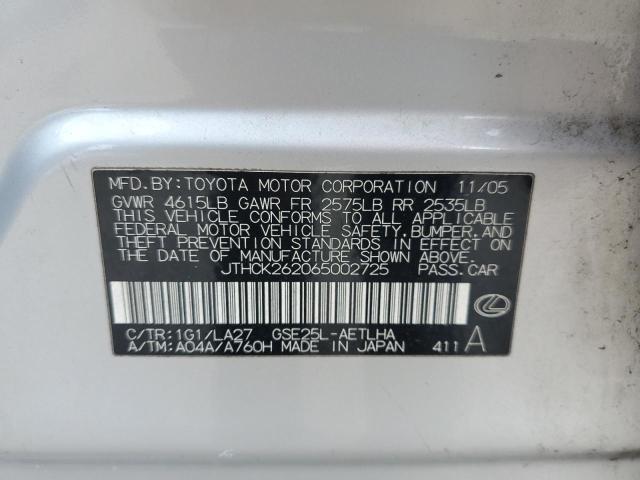 MFD. BY: TOYOTA MOTOR CORPORATION 11/05
GVWR 4615LB GAWR FR 2575LB RR 2535LB
THIS VEHICLE CONFORMS TO ALL APPLICABLE
FEDERAL MOTOR VEHICLE SAFETY, BUMPER, AND
THEFT PREVENTION STANDARDS IN EFFECT ON
THE DATE OF MANUFACTURE SHOWN ABOVE.
JTHCK262065002725 PASS. CAR
C/TR: 1G1/LA27 GSE25L-AETLHA
A/TM: A04A/A760H MADE IN JAPAN 411 A